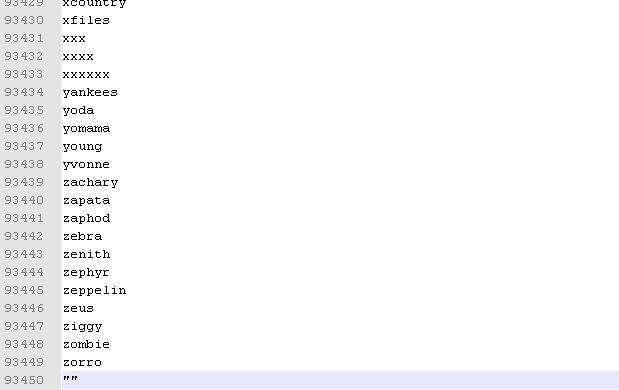 93429 xcountry
93430 xfiles
93431 xxx
93432 xxxx
93433 xxxxxx
93434 yankees
93435 yoda
93436 yomama
93437 young
93438 yvonne
93439 zachary
93440 zapata
93441 zaphod
93442 zebra
93443 zenith
93444 zephyr
93445 zeppelin
93446 zeus
93447 ziggy
93448 zombie
93449 zorro
93450 ""